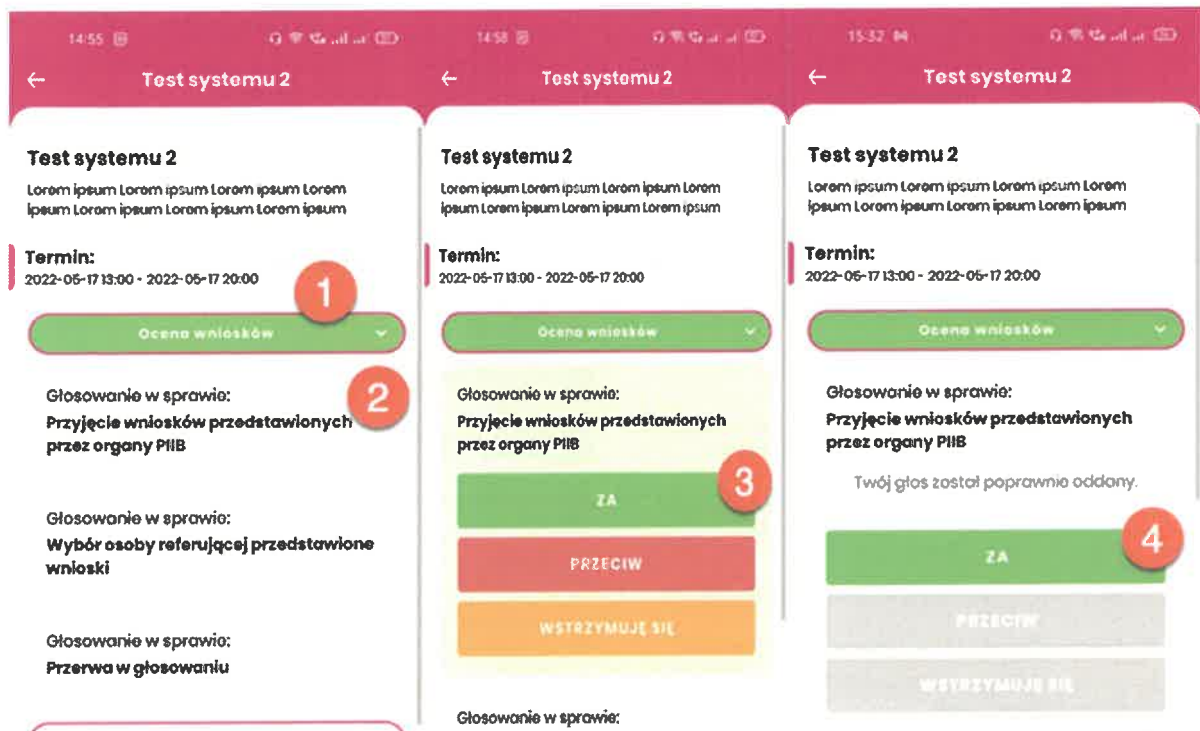 14:55
Test systemu 2
Test systemu 2
Lorem ipsum Lorem ipsum Lorem ipsum Lorem
ipsum Lorem ipsum Lorem ipsum Lorem ipsum
Termin:
2022-05-17 13:00 - 2022-05-17 20:00
1
Ocena wniosków
2
Głosowanie w sprawie:
Przyjęcie wniosków przedstawionych
przez organy PIIB
Głosowanie w sprawie:
Wybór osoby referującej przedstawione
wnioski
Głosowanie w sprawie:
Przerwa w głosowaniu
14:58
Test systemu 2
Test systemu 2
Lorem ipsum Lorem ipsum Lorem ipsum Lorem
ipsum Lorem ipsum Lorem ipsum Lorem ipsum
Termin:
2022-05-17 13:00 - 2022-05-17 20:00
Ocena wniosków
Głosowanie w sprawie:
Przyjęcie wniosków przedstawionych
przez organy PIIB
3
ZA
PRZECIW
WSTRZYMUJĘ SIĘ
Głosowanie w sprawie:
15:32
Test systemu 2
Test systemu 2
Lorem ipsum Lorem ipsum Lorem ipsum Lorem
ipsum Lorem ipsum Lorem ipsum Lorem ipsum
Termin:
2022-05-17 13:00 - 2022-05-17 20:00
Ocena wniosków
Głosowanie w sprawie:
Przyjęcie wniosków przedstawionych
przez organy PIIB
Twój głos został poprawnie oddany.
4
ZA
PRZECIW
WSTRZYMUJĘ SIĘ